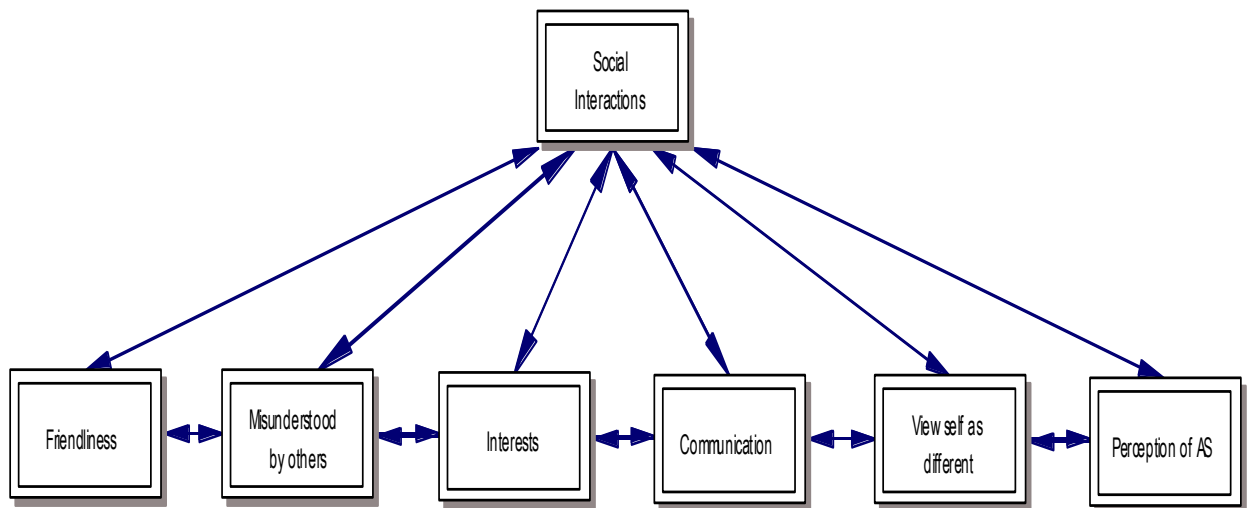 Social
Interactions
Friendliness
Misunderstood
by others
Interests
Communication
View self as
different
Perception of AS